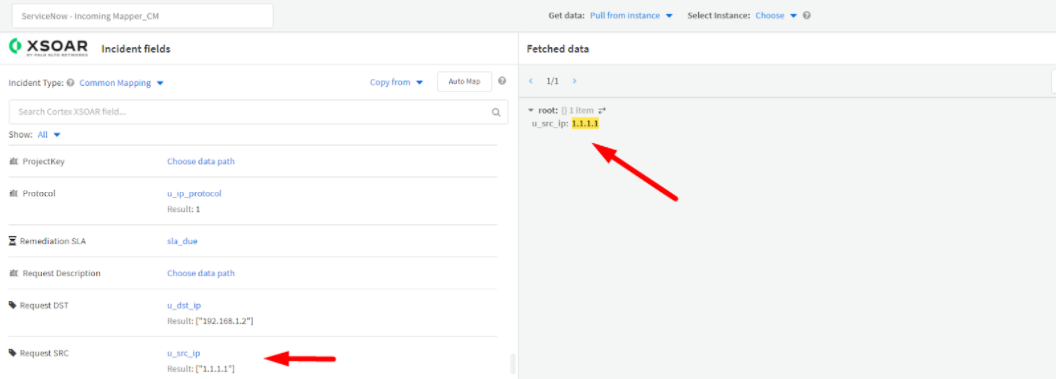 ServiceNow - Incoming Mapper_CM
Get data: Pull from instance Select Instance: Choose
XSOAR
BY PALO ALTO NETWORKS
Incident fields
Fetched data
Incident Type: Common Mapping
Copy from
Auto Map
1/1
Search Cortex XSOAR field...
root: {} 1 item
u_src_ip: 1.1.1.1
Show: All
ProjectKey Choose data path
Protocol u_ip_protocol
Result: 1
Remediation SLA sla_due
Request Description Choose data path
Request DST u_dst_ip
Result: ["192.168.1.2"]
Request SRC u_src_ip
Result: ["1.1.1.1"]